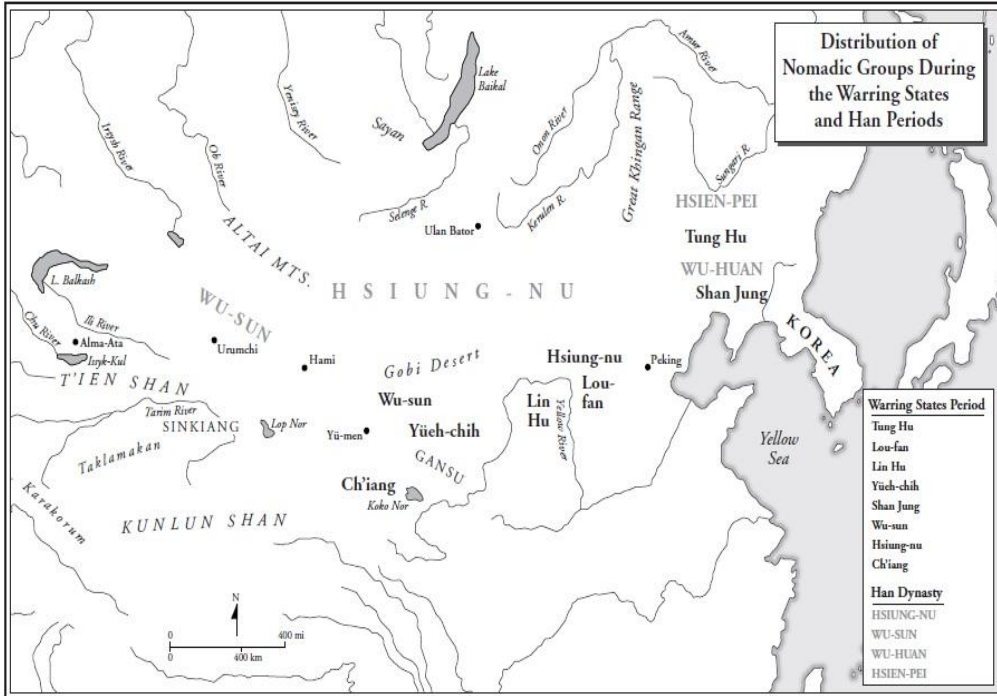 Distribution of
Nomadic Groups During
the Warring States
and Han Periods
Lake
Baikal
Amur River
Yenisey River
Sayan
Irtysh River
Ob River
Onon River
Great Khingan Range
Sungari R.
Selenge R.
Kerulen R.
HSIEN-PEI
Ulan Bator
Tung Hu
ALTAI MTS.
WU-HUAN
Shan Jung
L. Balkash
HSIUNG-NU
WU-SUN
KOREA
Ili River
Chu River
Alma-Ata
Urumchi
Issyk-Kul
Hami
Gobi Desert
Hsiung-nu
Peking
Lou-
fan
T'IEN SHAN
Wu-sun
Lin
Hu
Yellow River
Tarim River
SINKIANG
Lop Nor
Yü-men
Yüeh-chih
Yellow
Sea
Taklamakan
GANSU
Ch'iang
Koko Nor
Karakorum
KUNLUN SHAN
N
0 400 mi
0 400 km
Warring States Period
Tung Hu
Lou-fan
Lin Hu
Yüeh-chih
Shan Jung
Wu-sun
Hsiung-nu
Ch'iang
Han Dynasty
HSIUNG-NU
WU-SUN
WU-HUAN
HSIEN-PEI